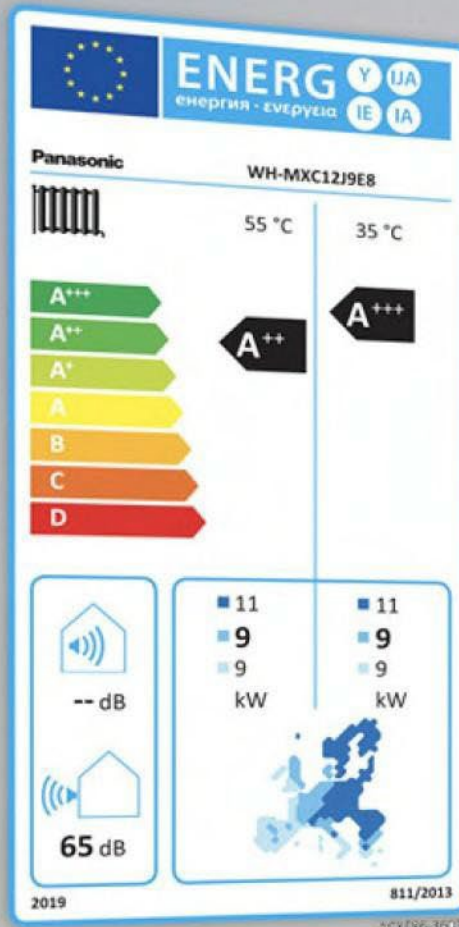 ENERG Y IJA
енергия · ενεργεια IE IA
Panasonic
WH-MXC12J9E8
55 °C 35 °C
A+++
A++
A+
A
B
C
D
A++
A+++
11 11
9 9
9 9
kW kW
-- dB
65 dB
2019
811/2013